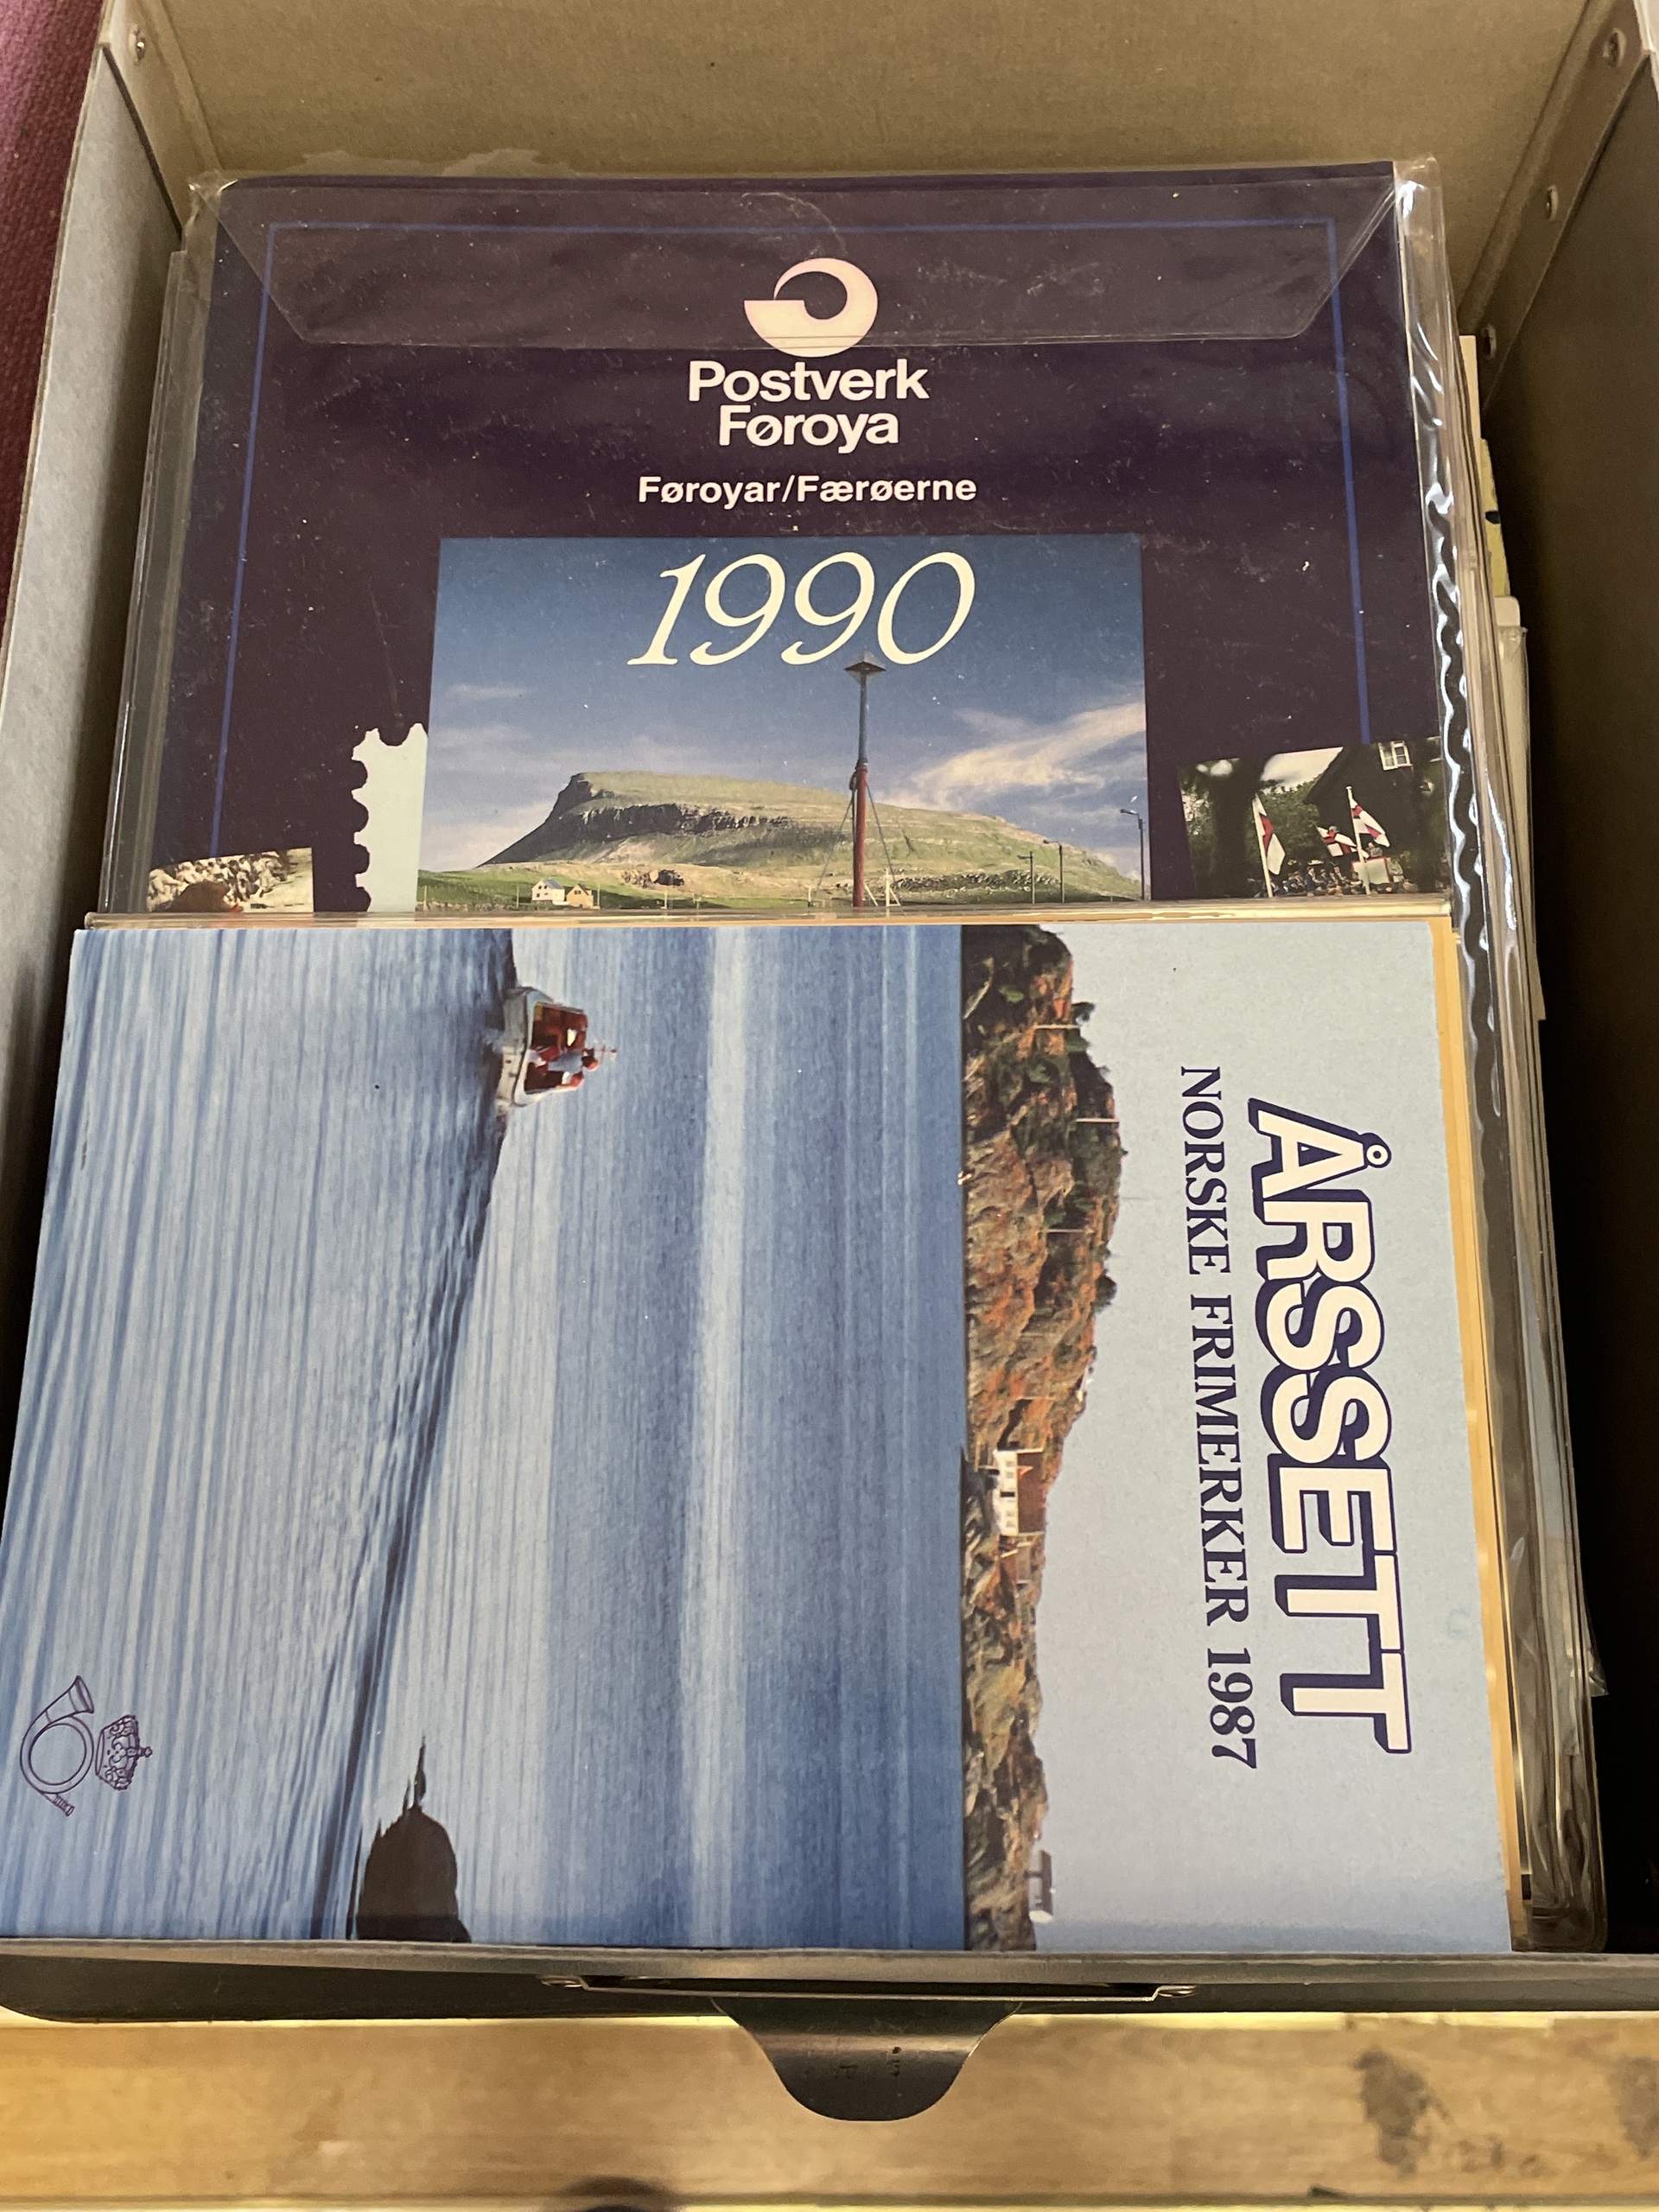 Postverk
Føroya
Føroyar/Færøerne
1990
ÅRSSETT
NORSKE FRIMERKER 1987